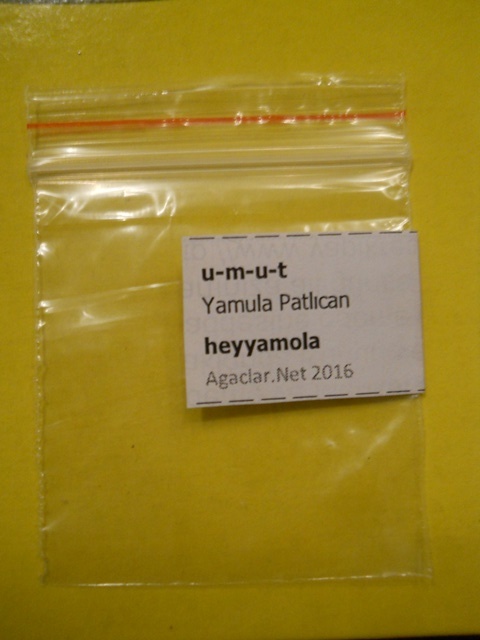 u-m-u-t
Yamula Patlıcan
heyyamola
Agaclar.Net 2016